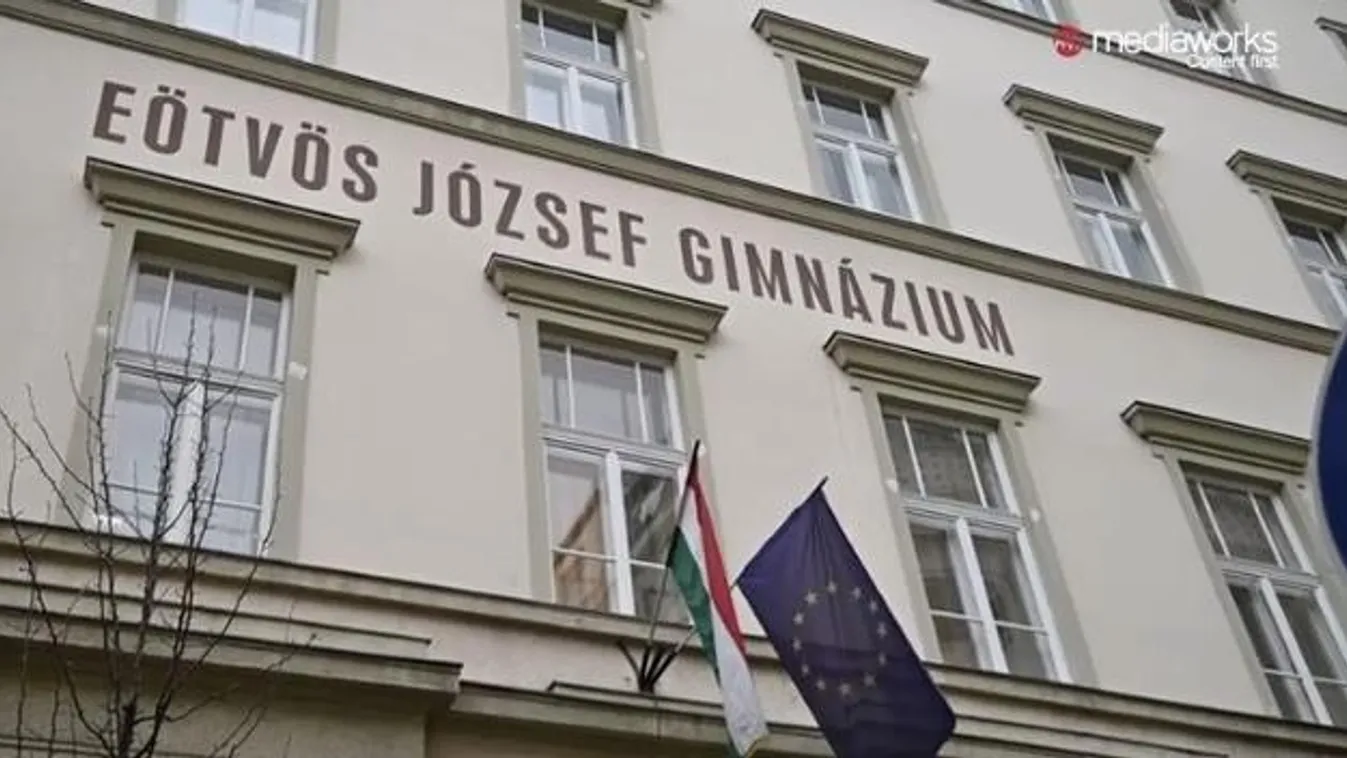 mediaworks
Content first
EÖTVÖS JÓZSEF GIMNÁZIUM